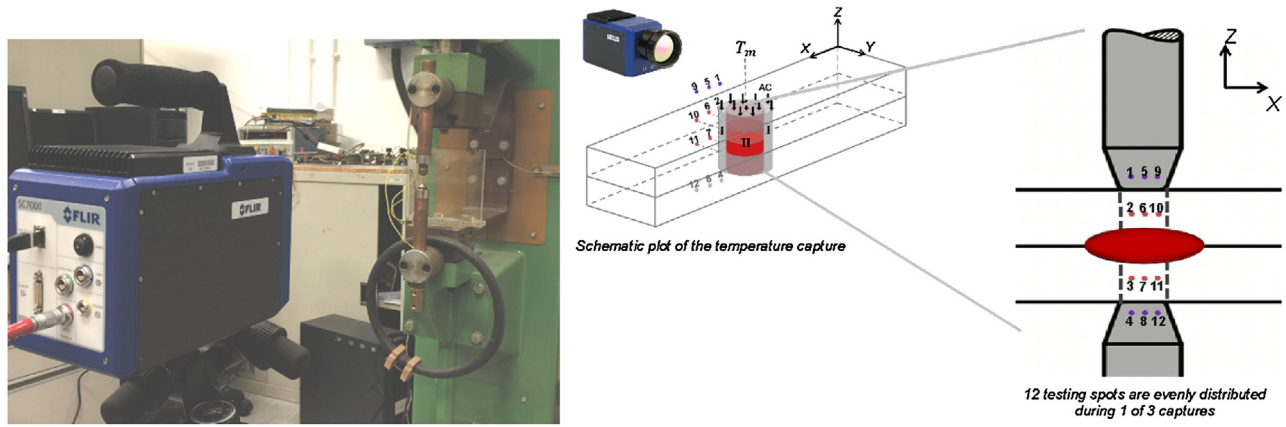 SC7000
FLIR
FLIR
FLIR
Z
X
Y
T_m
AC
9 5 1
10 6 2
11 7
12 8 4
I
I
II
Schematic plot of the temperature capture
Z
X
1 5 9
2 6 10
3 7 11
4 8 12
12 testing spots are evenly distributed
during 1 of 3 captures